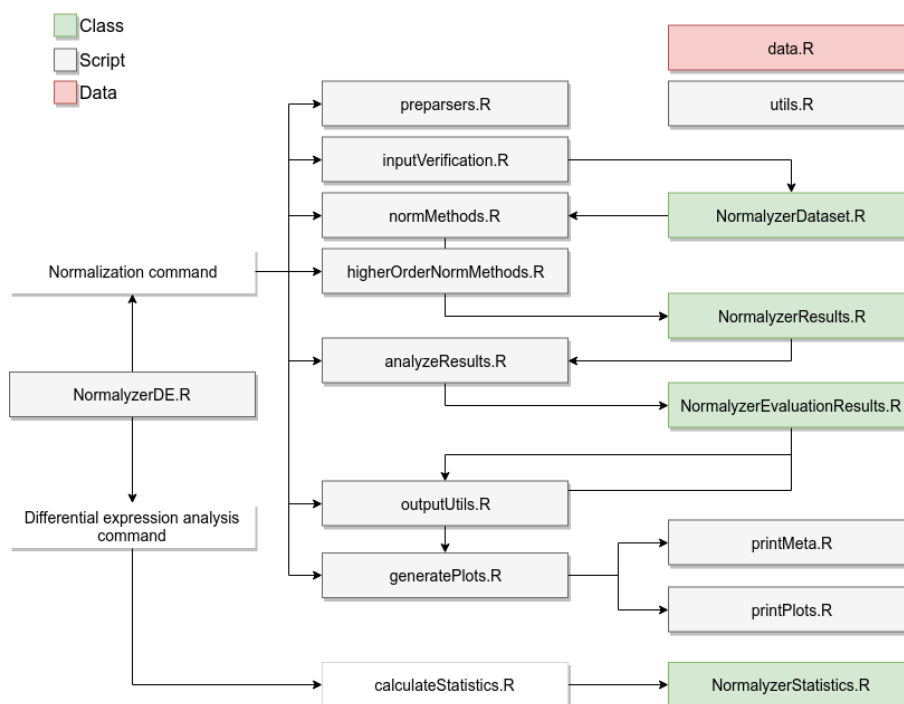 Class
Script
Data
data.R
utils.R
preparsers.R
inputVerification.R
normMethods.R
NormalyzerDataset.R
Normalization command
higherOrderNormMethods.R
NormalyzerResults.R
analyzeResults.R
NormalyzerDE.R
NormalyzerEvaluationResults.R
outputUtils.R
Differential expression analysis
command
printMeta.R
generatePlots.R
printPlots.R
calculateStatistics.R
NormalyzerStatistics.R